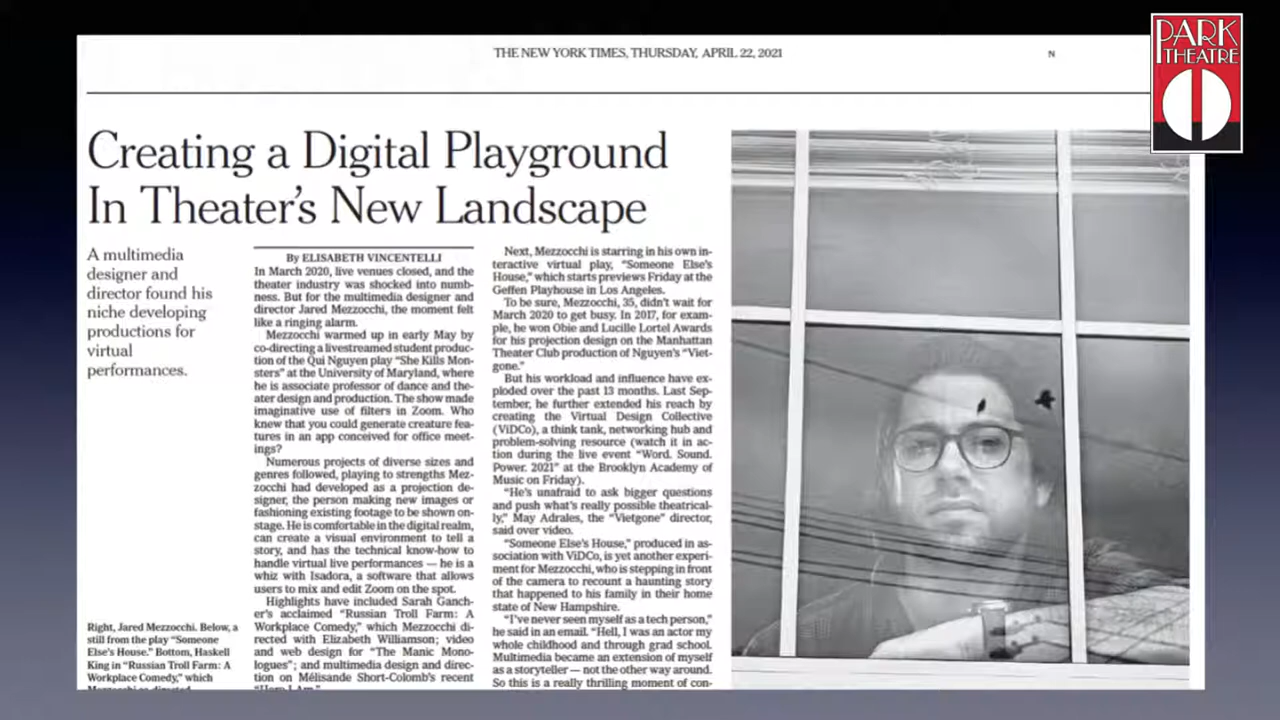 THE NEW YORK TIMES, THURSDAY, APRIL 22, 2021
N
PARK
THEATRE
Creating a Digital Playground
In Theater's New Landscape
A multimedia
designer and
director found his
niche developing
productions for
virtual
performances.
By ELISABETH VINCENTELLI
In March 2020, live venues closed, and the
theater industry was shocked into numb-
ness. But for the multimedia designer and
director Jared Mezzocchi, the moment felt
like a ringing alarm.
Mezzocchi warmed up in early May by
co-directing a livestreamed student produc-
tion of the Qui Nguyen play "She Kills Mon-
sters" at the University of Maryland, where
he is associate professor of dance and the-
ater design and production. The show made
imaginative use of filters in Zoom. Who
knew that you could generate creature fea-
tures in an app conceived for office meet-
ings?
Numerous projects of diverse sizes and
genres followed, playing to strengths Mez-
zocchi had developed as a projection de-
signer, the person making new images or
fashioning existing footage to be shown on-
stage. He is comfortable in the digital realm,
can create a visual environment to tell a
story, and has the technical know-how to
handle virtual live performances — he is a
whiz with Isadora, a software that allows
users to mix and edit Zoom on the spot.
Highlights have included Sarah Ganch-
er's acclaimed "Russian Troll Farm: A
Workplace Comedy," which Mezzocchi di-
rected with Elizabeth Williamson; video
and web design for "The Manic Mono-
logues"; and multimedia design and direc-
tion on Mélisande Short-Colomb's recent
"Here I Am."
Next, Mezzocchi is starring in his own in-
teractive virtual play, "Someone Else's
House," which starts previews Friday at the
Geffen Playhouse in Los Angeles.
To be sure, Mezzocchi, 35, didn't wait for
March 2020 to get busy. In 2017, for exam-
ple, he won Obie and Lucille Lortel Awards
for his projection design on the Manhattan
Theater Club production of Nguyen's "Viet-
gone."
But his workload and influence have ex-
ploded over the past 13 months. Last Sep-
tember, he further extended his reach by
creating the Virtual Design Collective
(ViDCo), a think tank, networking hub and
problem-solving resource (watch it in ac-
tion during the live event "Word. Sound.
Power. 2021" at the Brooklyn Academy of
Music on Friday).
"He's unafraid to ask bigger questions
and push what's really possible theatrical-
ly," May Adrales, the "Vietgone" director,
said over video.
"Someone Else's House," produced in as-
sociation with ViDCo, is yet another experi-
ment for Mezzocchi, who is stepping in front
of the camera to recount a haunting story
that happened to his family in their home
state of New Hampshire.
"I've never seen myself as a tech person,"
he said in an email. "Hell, I was an actor my
whole childhood and through grad school.
Multimedia became an extension of myself
as a storyteller — not the other way around.
So this is a really thrilling moment of con-
Right, Jared Mezzocchi. Below, a
still from the play "Someone
Else's House." Bottom, Haskell
King in "Russian Troll Farm: A
Workplace Comedy," which
Mezzocchi co-directed